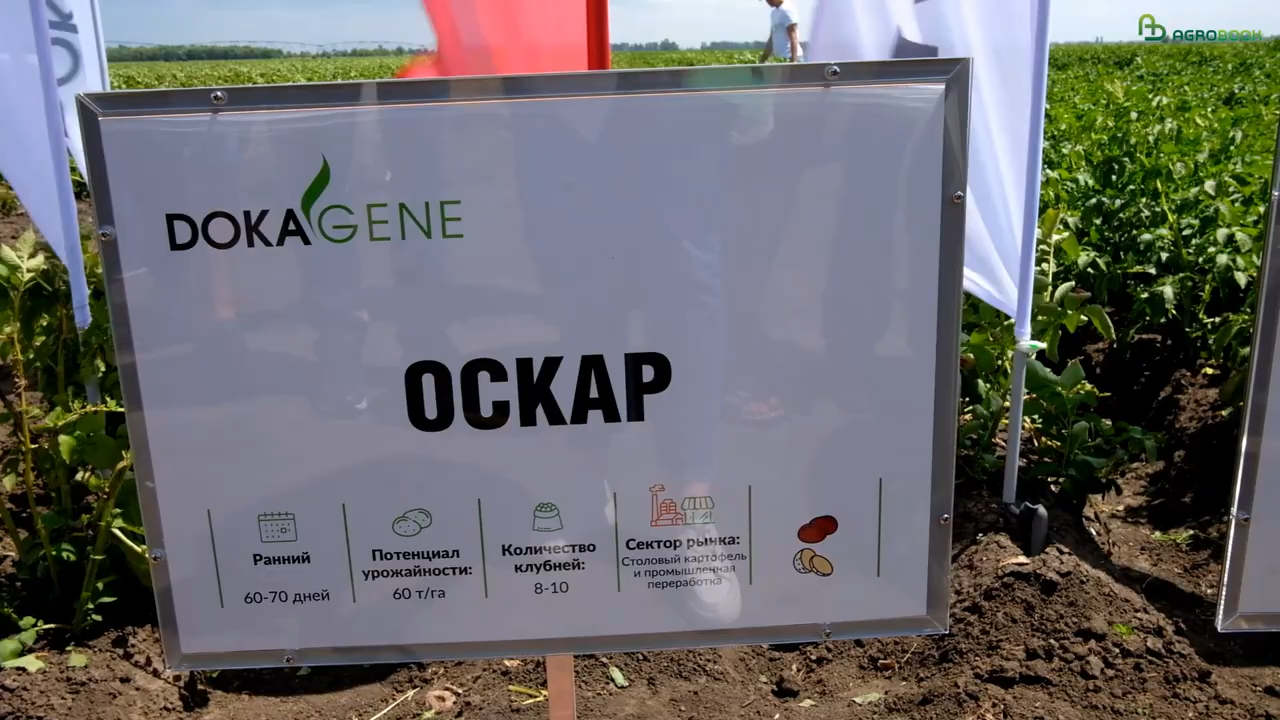 AGROBOOK
DOKAGENE
ОСКАР
Ранний
60-70 дней
Потенциал
урожайности:
60 т/га
Количество
клубней:
8-10
Сектор рынка:
Столовый картофель
и промышленная
переработка